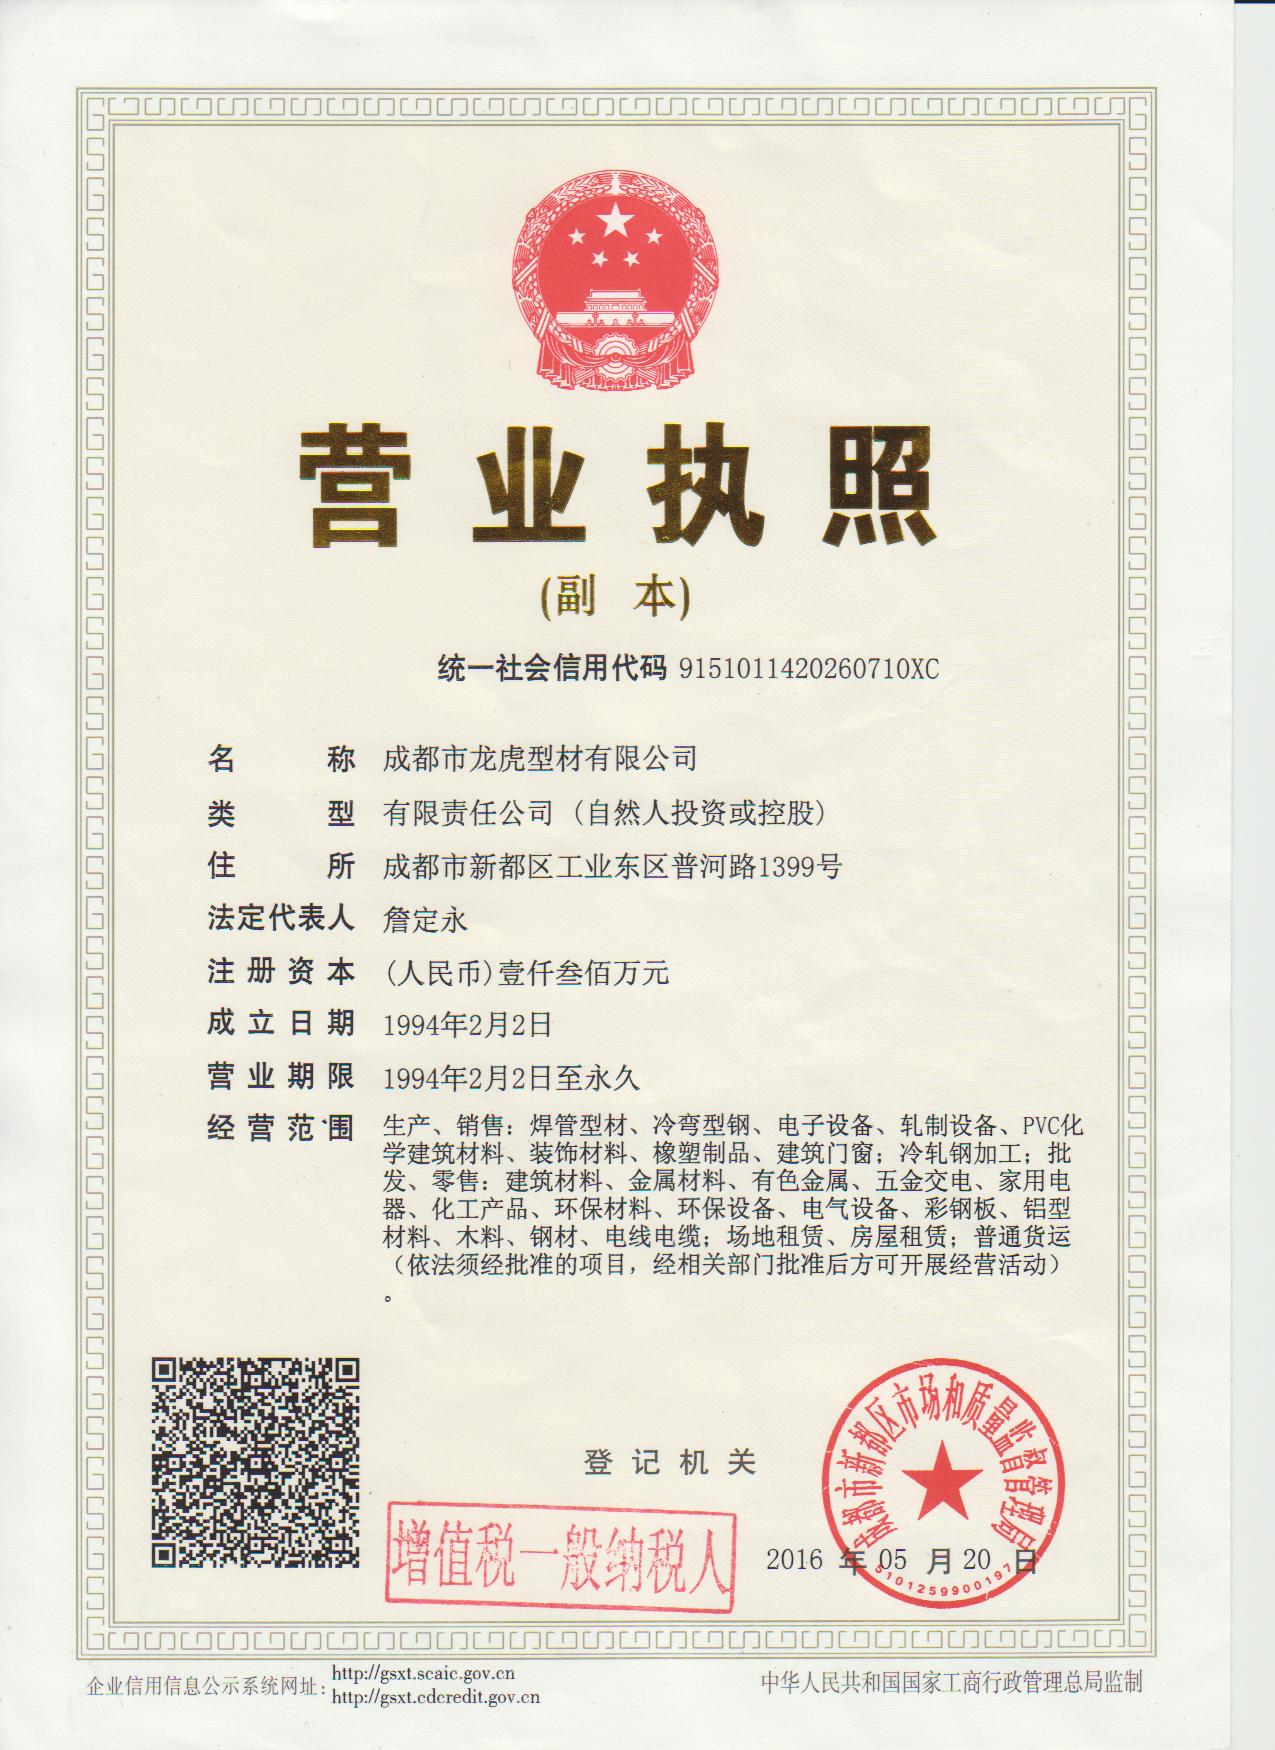 营业执照
(副 本)
统一社会信用代码 9151011420260710XC
名 称 成都市龙虎型材有限公司
类 型 有限责任公司（自然人投资或控股）
住 所 成都市新都区工业东区普河路1399号
法定代表人 詹定永
注册资本 (人民币)壹仟叁佰万元
成立日期 1994年2月2日
营业期限 1994年2月2日至永久
经营范围 生产、销售：焊管型材、冷弯型钢、电子设备、轧制设备、PVC化
学建筑材料、装饰材料、橡塑制品、建筑门窗；冷轧钢加工；批
发、零售：建筑材料、金属材料、有色金属、五金交电、家用电
器、化工产品、环保材料、环保设备、电气设备、彩钢板、铝型
材料、木料、钢材、电线电缆；场地租赁、房屋租赁；普通货运
（依法须经批准的项目，经相关部门批准后方可开展经营活动）
。
登记机关
成都市新都区市场和质量监督管理局
5101259900197
增值税一般纳税人
2016 年 05 月 20 日
企业信用信息公示系统网址：
http://gsxt.scaic.gov.cn
http://gsxt.cdcredit.gov.cn
中华人民共和国国家工商行政管理总局监制